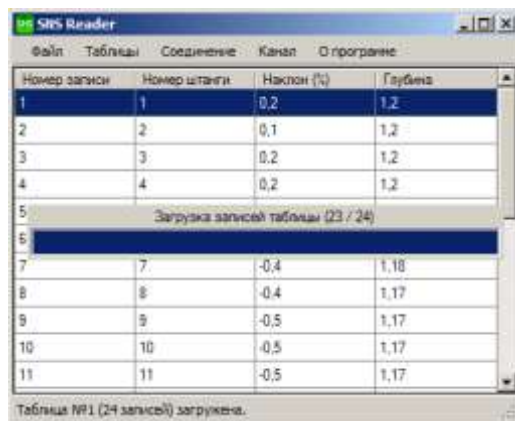 SNS Reader
Файл Таблицы Соединение Канал О програме
Номер записи Номер штанги Наклон (%) Глубина
1 1 0,2 1,2
2 2 0,1 1,2
3 3 0,2 1,2
4 4 0,2 1,2
5
Загрузка записей таблицы (23 / 24)
6
7 7 -0,4 1,18
8 8 -0,4 1,17
9 9 -0,5 1,17
10 10 -0,5 1,17
11 11 -0,5 1,17
Таблица №1 (24 записей) загружена.